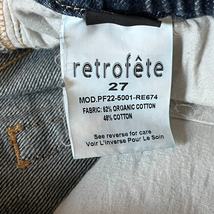 retrofête
27
MOD.PF22-5001-RE674
FABRIC: 62% ORGANIC COTTON
48% COTTON
See reverse for care
Voir L'inverse Pour Le Soin